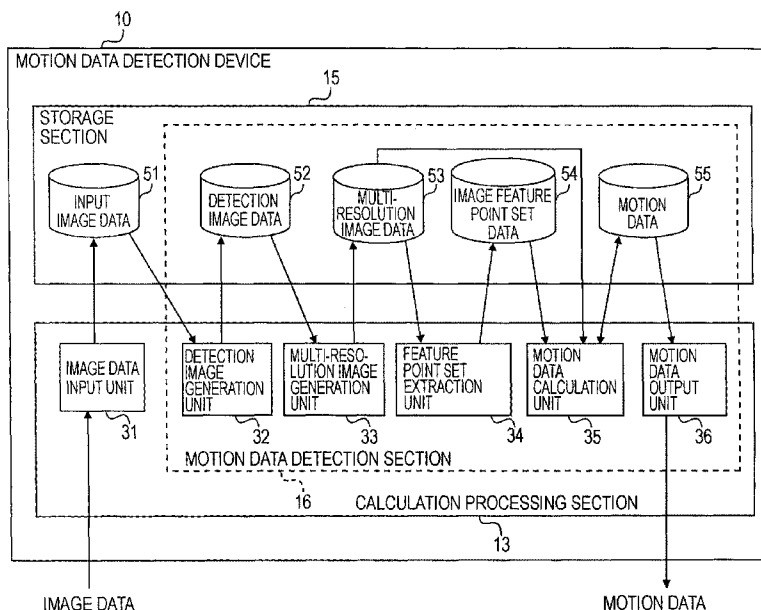 10
MOTION DATA DETECTION DEVICE
15
STORAGE
SECTION
51
INPUT
IMAGE DATA
52
DETECTION
IMAGE DATA
53
MULTI-
RESOLUTION
IMAGE DATA
54
IMAGE FEATURE
POINT SET
DATA
55
MOTION
DATA
IMAGE DATA
INPUT UNIT
31
DETECTION
IMAGE
GENERATION
UNIT
32
MULTI-RESO-
LUTION IMAGE
GENERATION
UNIT
33
FEATURE
POINT SET
EXTRACTION
UNIT
34
MOTION
DATA
CALCULATION
UNIT
35
MOTION
DATA
OUTPUT
UNIT
36
MOTION DATA DETECTION SECTION
16
CALCULATION PROCESSING SECTION
13
IMAGE DATA
MOTION DATA